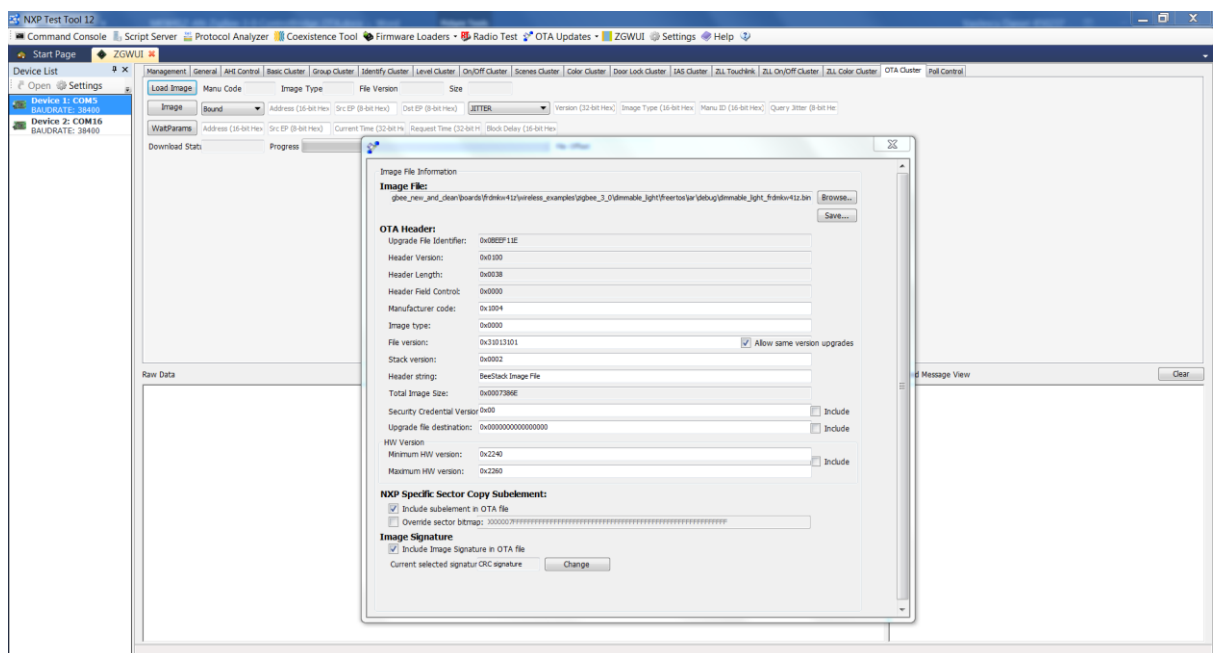 NXP Test Tool 12
Command Console Script Server Protocol Analyzer Coexistence Tool Firmware Loaders Radio Test OTA Updates ZGWUI Settings Help
Start Page ZGWUI
Device List
Open Settings
Device 1: COM5
BAUDRATE: 38400
Device 2: COM16
BAUDRATE: 38400
Management General AHI Control Basic Cluster Group Cluster Identify Cluster Level Cluster On/Off Cluster Scenes Cluster Color Cluster Door Lock Cluster IAS Cluster ZLL Touchlink ZLL On/Off Cluster ZLL Color Cluster OTA Cluster Poll Control
Load Image Manu Code Image Type File Version Size
Image Bound Address (16-bit Hex Src EP (8-bit Hex) Dst EP (8-bit Hex) JITTER Version (32-bit Hex) Image Type (16-bit Hex Manu ID (16-bit Hex) Query Jitter (8-bit He
WaitParams Address (16-bit Hex Src EP (8-bit Hex) Current Time (32-bit H Request Time (32-bit H Block Delay (16-bit Hex
Download Stat Progress
Image File Information
Image File:
gbee_new_and_clean\boards\frdmkw41z\wireless_examples\zigbee_3_0\dimmable_light\freertos\iar\debug\dimmable_light_frdmkw41z.bin Browse...
Save...
OTA Header:
Upgrade File Identifier: 0x0BEEF11E
Header Version: 0x0100
Header Length: 0x0038
Header Field Control: 0x0000
Manufacturer code: 0x1004
Image type: 0x0000
File version: 0x31013101 Allow same version upgrades
Stack version: 0x0002
Header string: BeeStack Image File
Total Image Size: 0x0007386E
Security Credential Version 0x00 Include
Upgrade file destination: 0x0000000000000000 Include
HW Version
Minimum HW version: 0x2240
Include
Maximum HW version: 0x2260
NXP Specific Sector Copy Subelement:
Include subelement in OTA file
Override sector bitmap:
Image Signature
Include Image Signature in OTA file
Current selected signatur CRC signature Change
Raw Data
d Message View Clear